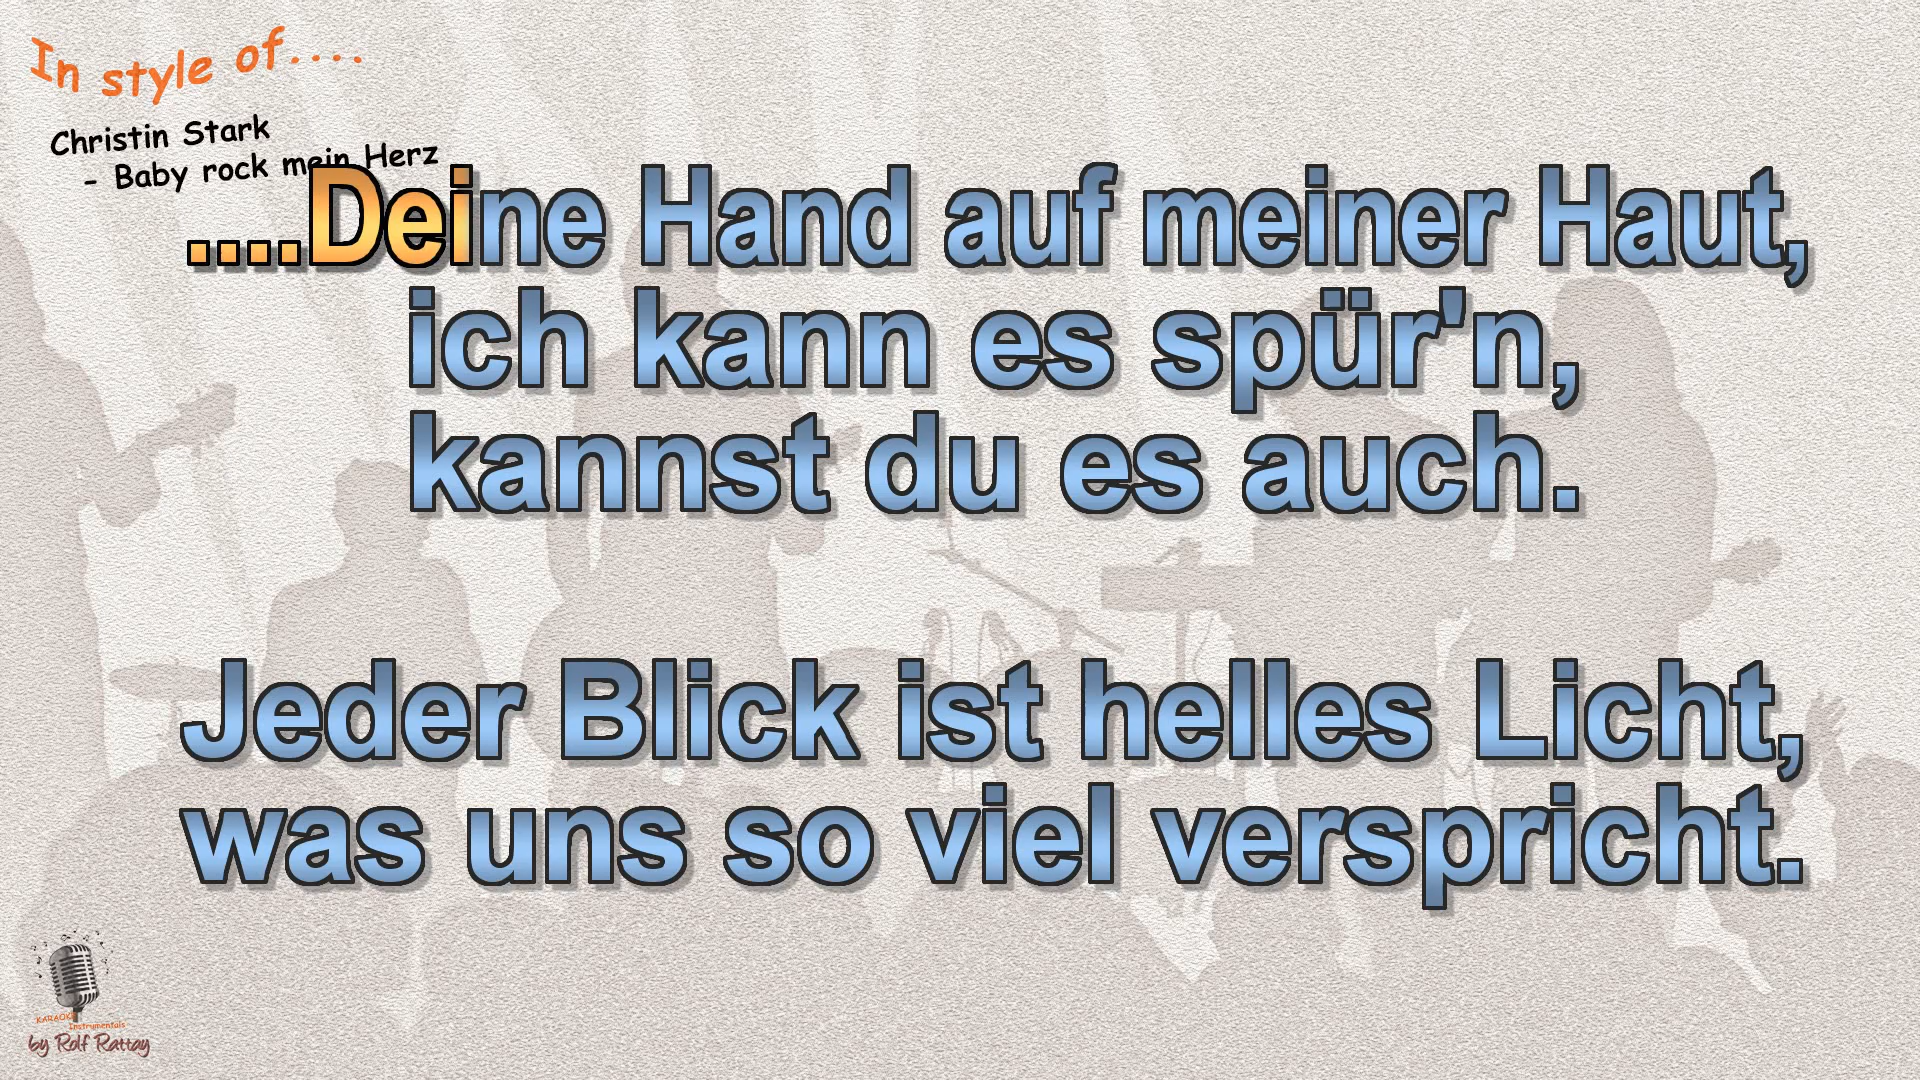 In style of....
Christin Stark
- Baby rock mein Herz
....Deine Hand auf meiner Haut,
ich kann es spür'n,
kannst du es auch.
Jeder Blick ist helles Licht,
was uns so viel verspricht.
KARAOKE
Instrumentals
by Rolf Rattay